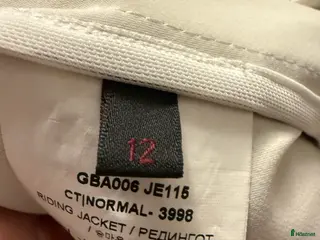 12
GBA006 JE115
CT|NORMAL- 3998
RIDING JACKET / РЕДИНГОТ